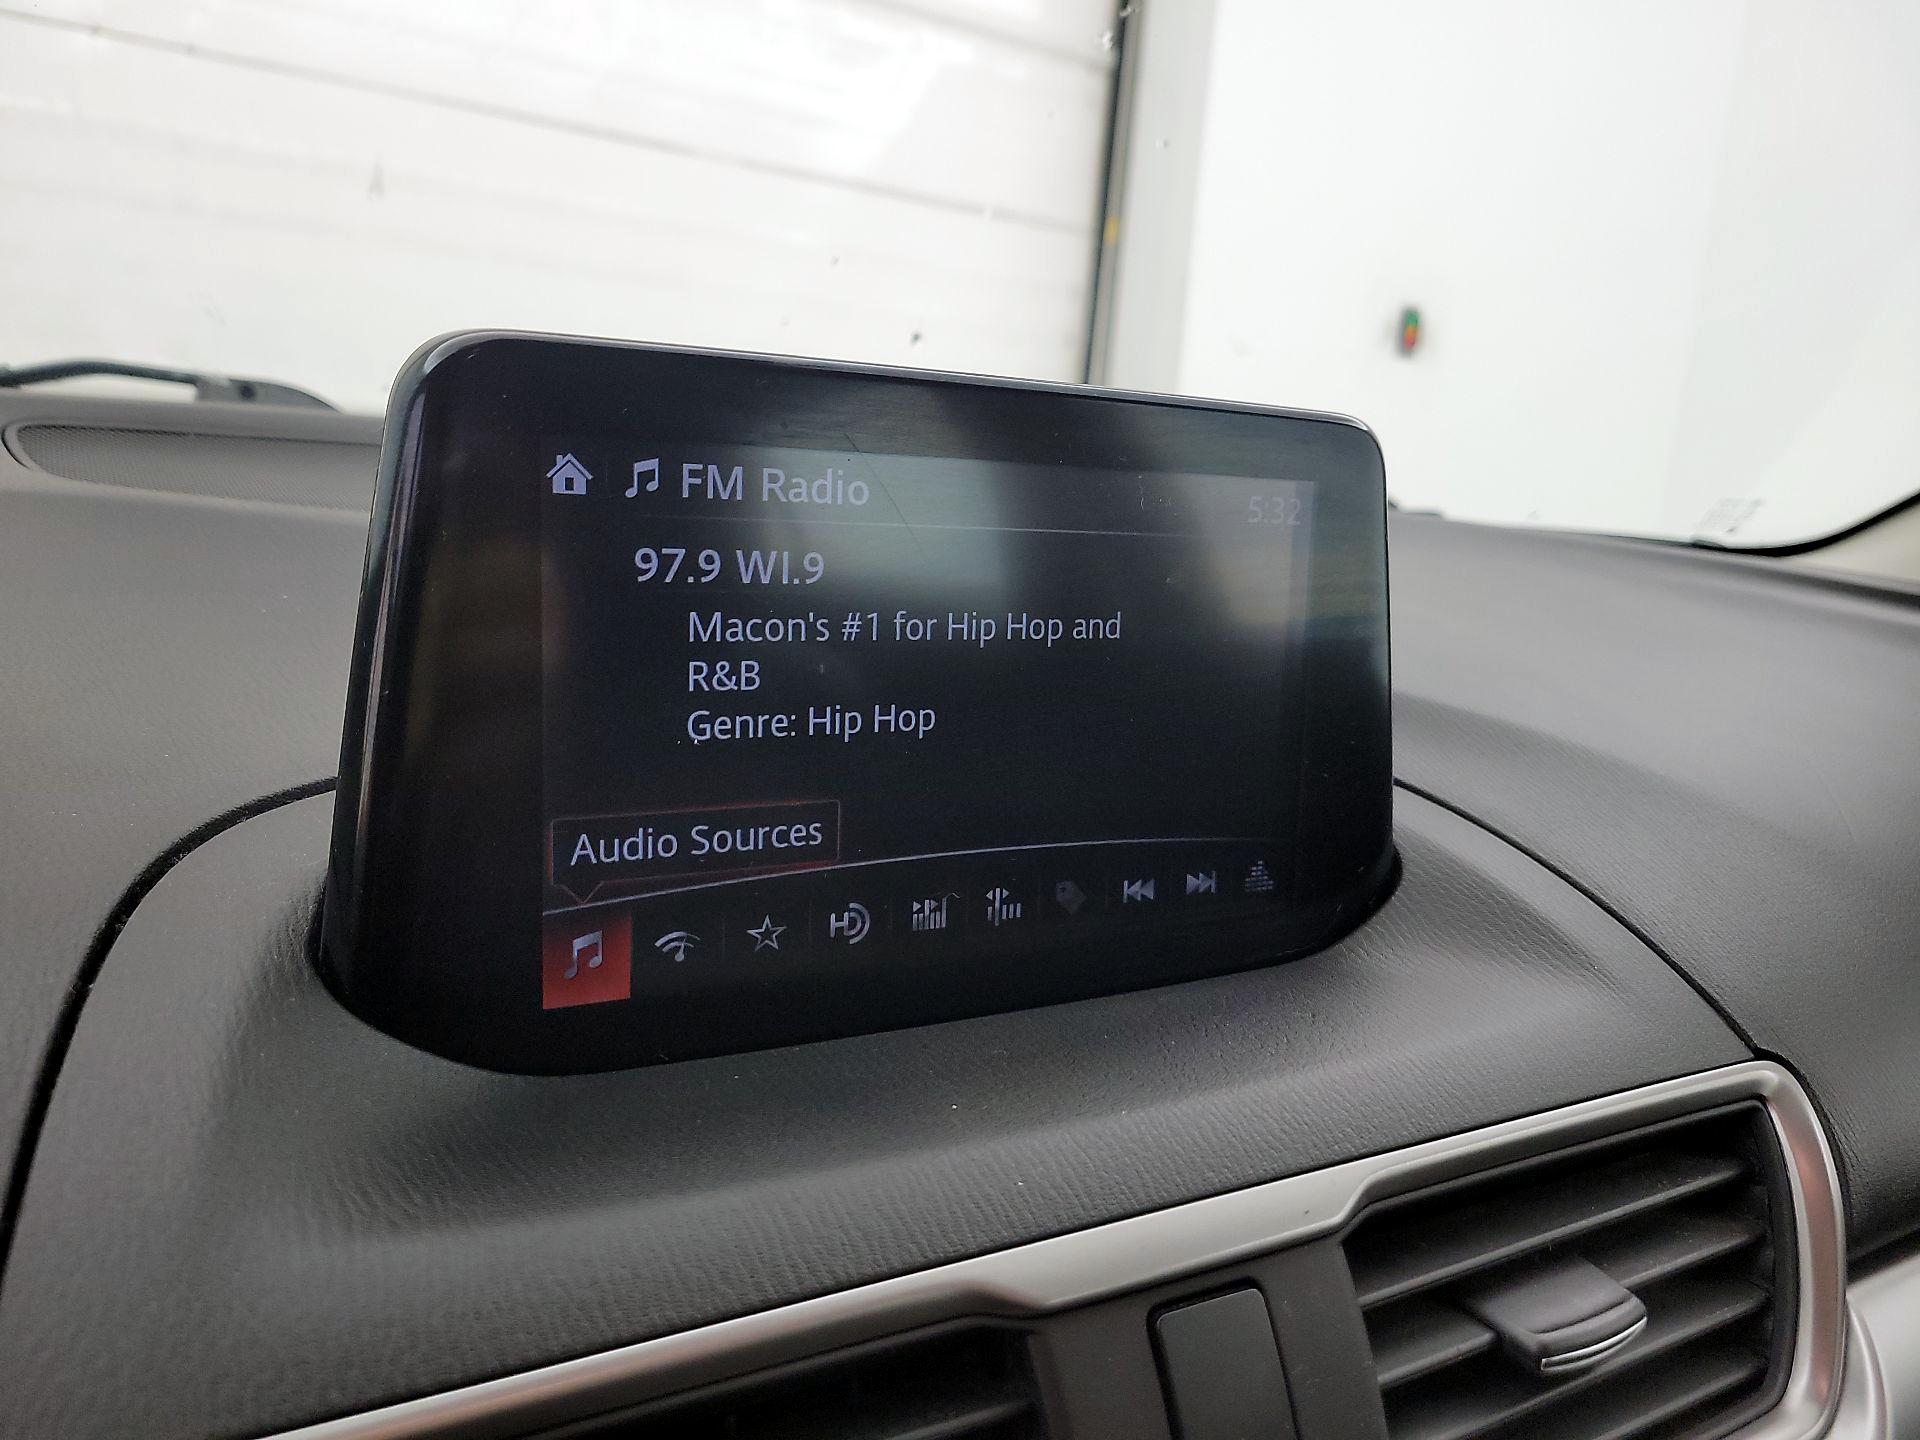 FM Radio
5:32
97.9 WI.9
Macon's #1 for Hip Hop and
R&B
Genre: Hip Hop
Audio Sources
HD